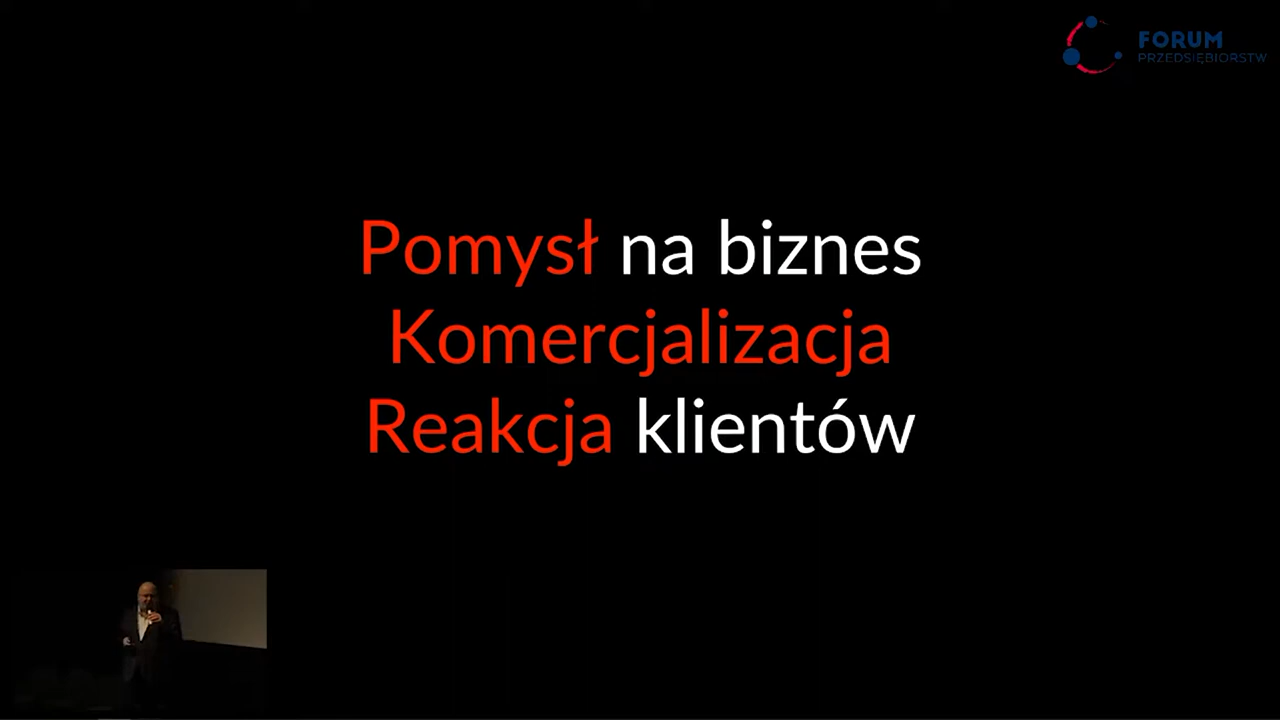 FORUM
PRZEDSIĘBIORSTW
Pomysł na biznes
Komercjalizacja
Reakcja klientów